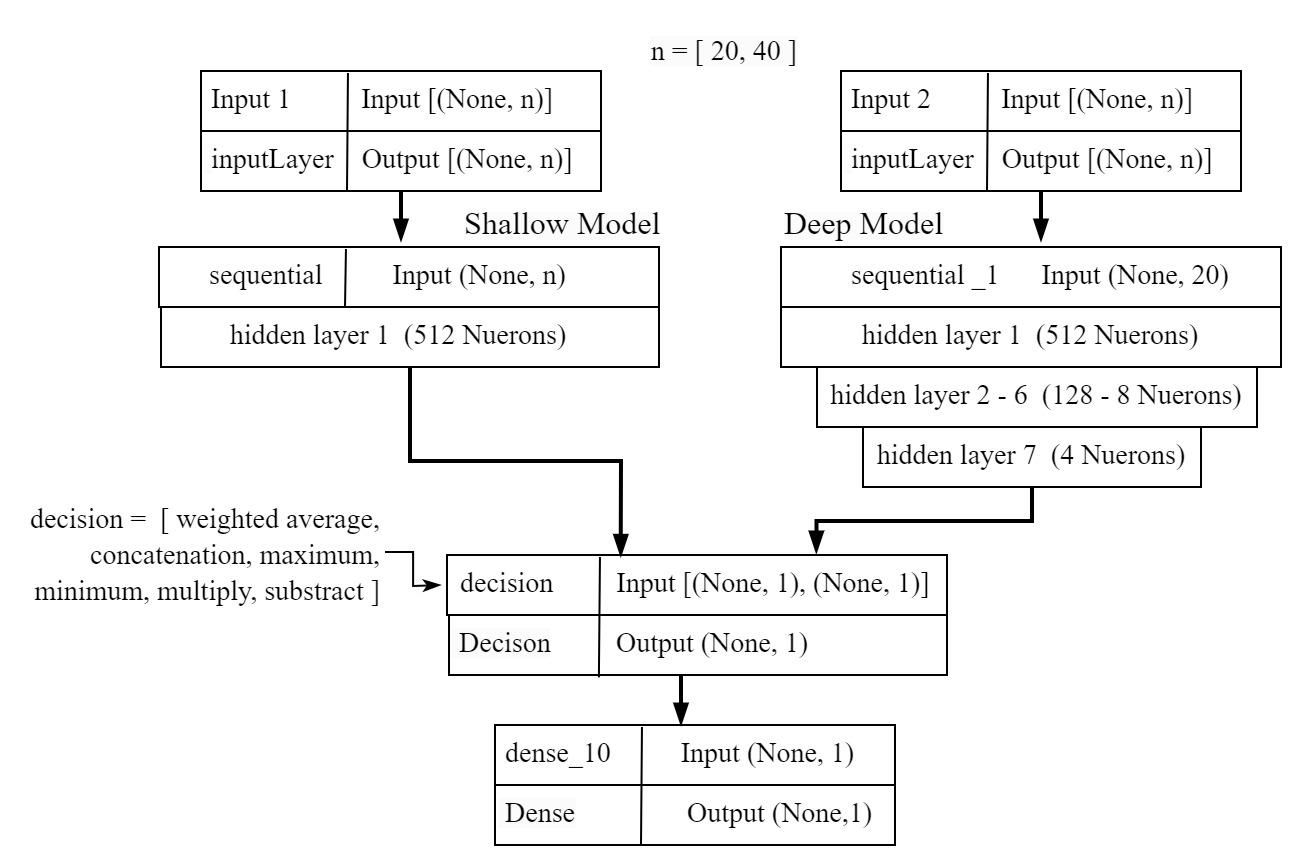 n = [ 20, 40 ]
Input 1 Input [(None, n)]
inputLayer Output [(None, n)]
Input 2 Input [(None, n)]
inputLayer Output [(None, n)]
Shallow Model
sequential Input (None, n)
hidden layer 1 (512 Nuerons)
Deep Model
sequential _1 Input (None, 20)
hidden layer 1 (512 Nuerons)
hidden layer 2 - 6 (128 - 8 Nuerons)
hidden layer 7 (4 Nuerons)
decision = [ weighted average,
concatenation, maximum,
minimum, multiply, substract ]
decision Input [(None, 1), (None, 1)]
Decison Output (None, 1)
dense_10 Input (None, 1)
Dense Output (None,1)